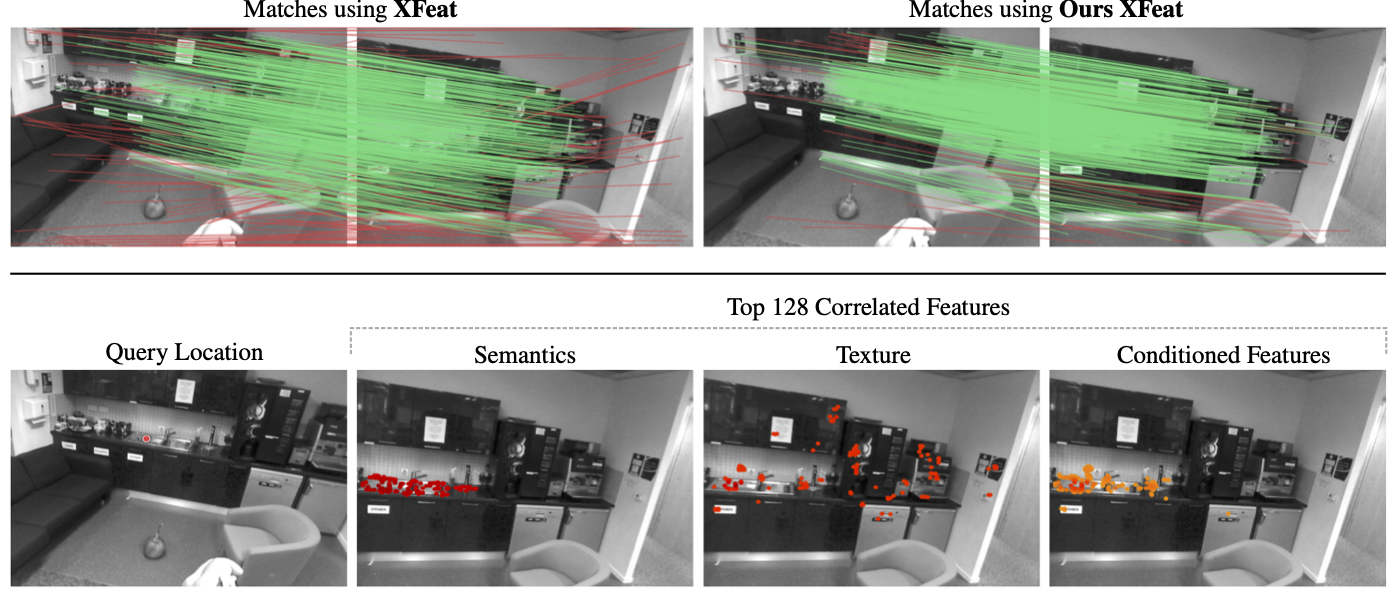 Matches using XFeat
Matches using Ours XFeat
Top 128 Correlated Features
Query Location
Semantics
Texture
Conditioned Features